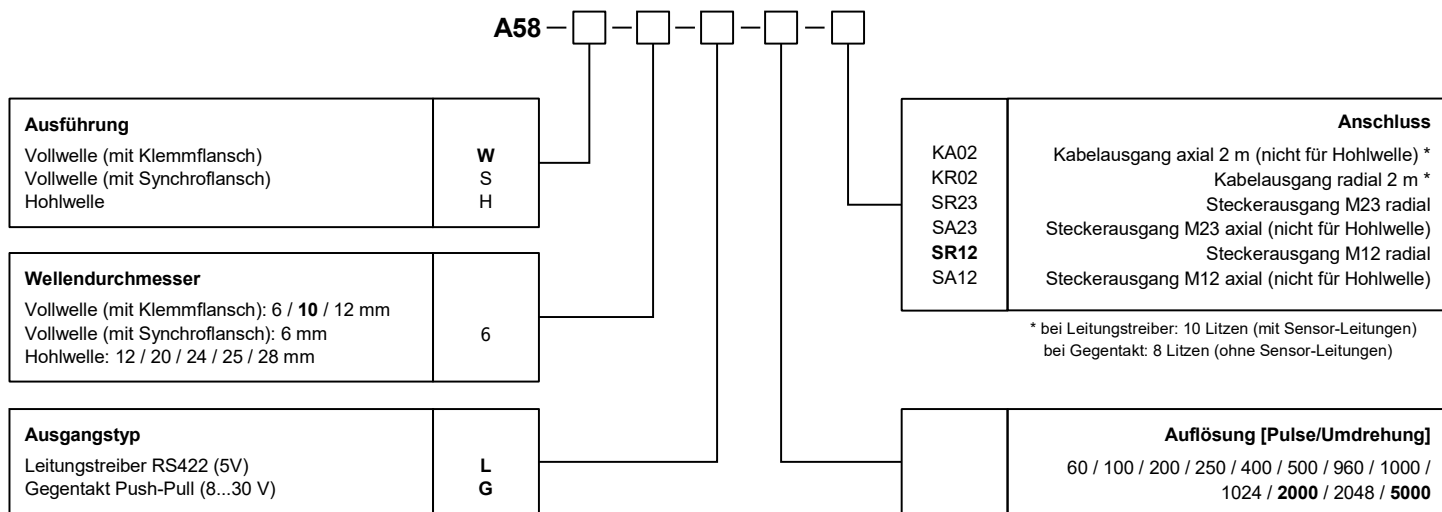 A58 – – – – –
Ausführung
Vollwelle (mit Klemmflansch) W
Vollwelle (mit Synchroflansch) S
Hohlwelle H
Wellendurchmesser
Vollwelle (mit Klemmflansch): 6 / 10 / 12 mm
Vollwelle (mit Synchroflansch): 6 mm
Hohlwelle: 12 / 20 / 24 / 25 / 28 mm
6
Ausgangstyp
Leitungstreiber RS422 (5V) L
Gegentakt Push-Pull (8...30 V) G
Anschluss
KA02 Kabelausgang axial 2 m (nicht für Hohlwelle) *
KR02 Kabelausgang radial 2 m *
SR23 Steckerausgang M23 radial
SA23 Steckerausgang M23 axial (nicht für Hohlwelle)
SR12 Steckerausgang M12 radial
SA12 Steckerausgang M12 axial (nicht für Hohlwelle)
* bei Leitungstreiber: 10 Litzen (mit Sensor-Leitungen)
bei Gegentakt: 8 Litzen (ohne Sensor-Leitungen)
Auflösung [Pulse/Umdrehung]
60 / 100 / 200 / 250 / 400 / 500 / 960 / 1000 /
1024 / 2000 / 2048 / 5000